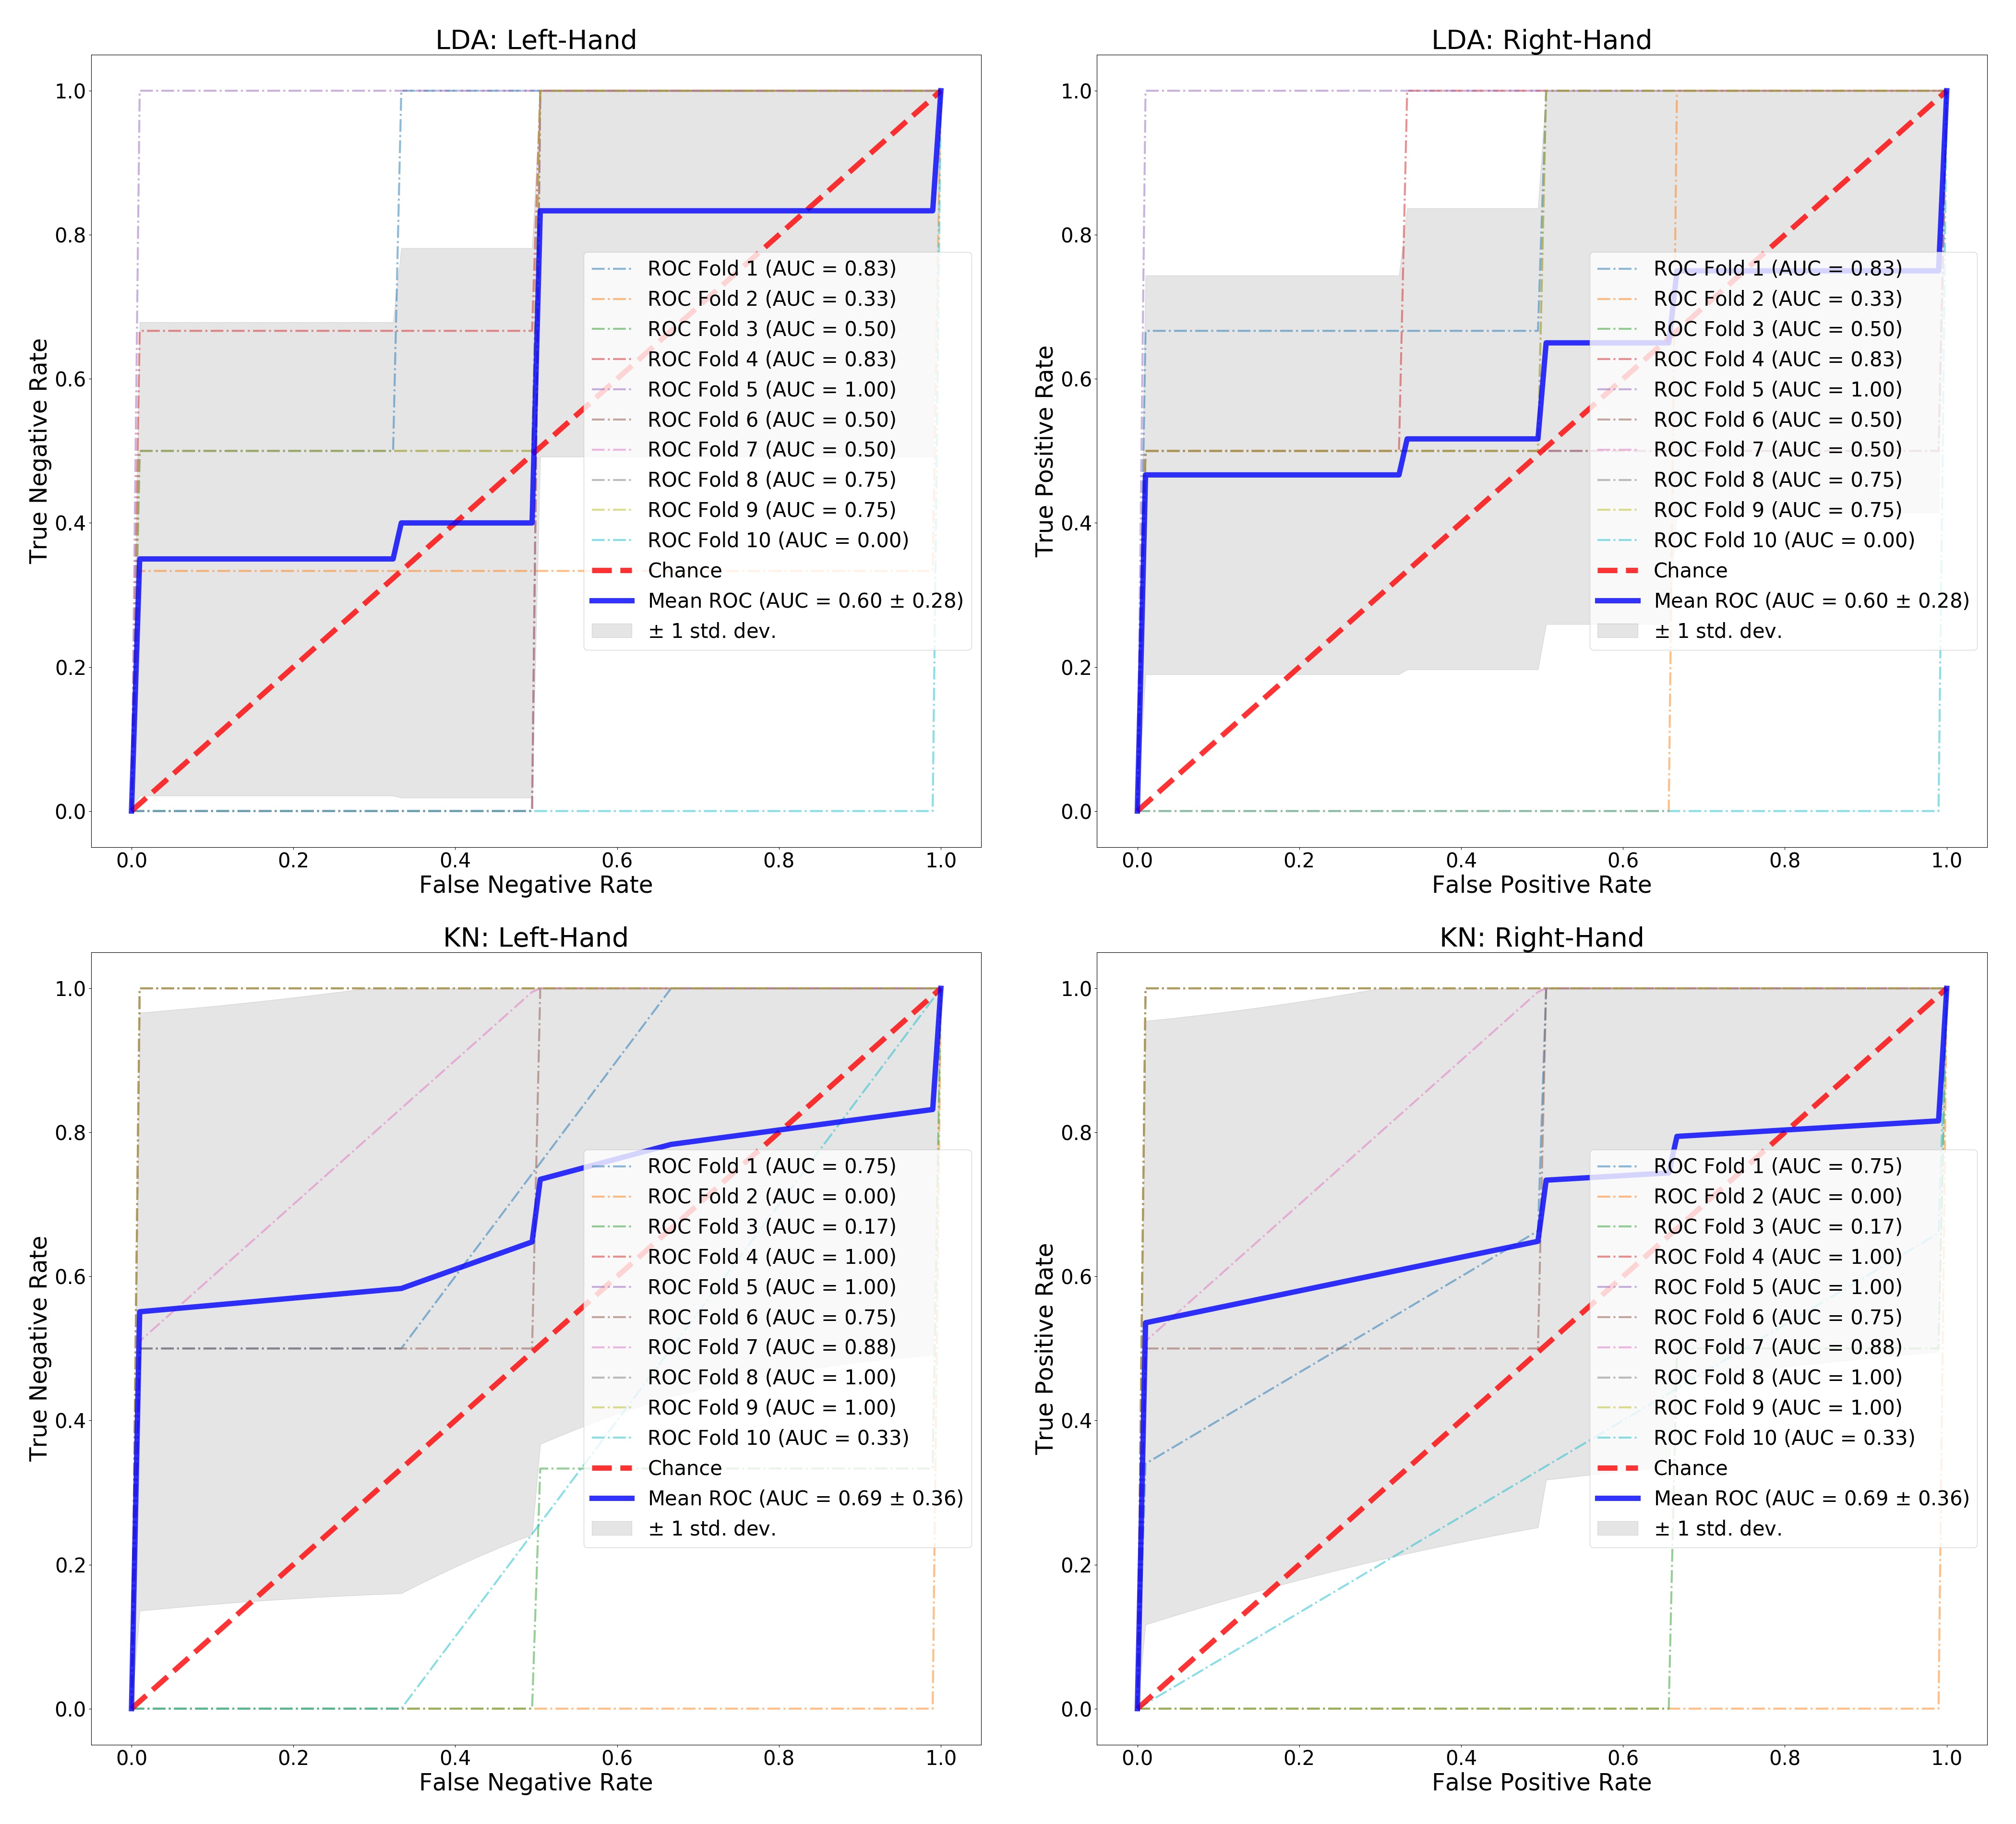 LDA: Left-Hand
True Negative Rate
1.0
0.8
0.6
0.4
0.2
0.0
ROC Fold 1 (AUC = 0.83)
ROC Fold 2 (AUC = 0.33)
ROC Fold 3 (AUC = 0.50)
ROC Fold 4 (AUC = 0.83)
ROC Fold 5 (AUC = 1.00)
ROC Fold 6 (AUC = 0.50)
ROC Fold 7 (AUC = 0.50)
ROC Fold 8 (AUC = 0.75)
ROC Fold 9 (AUC = 0.75)
ROC Fold 10 (AUC = 0.00)
Chance
Mean ROC (AUC = 0.60 ± 0.28)
± 1 std. dev.
0.0 0.2 0.4 0.6 0.8 1.0
False Negative Rate
LDA: Right-Hand
True Positive Rate
1.0
0.8
0.6
0.4
0.2
0.0
ROC Fold 1 (AUC = 0.83)
ROC Fold 2 (AUC = 0.33)
ROC Fold 3 (AUC = 0.50)
ROC Fold 4 (AUC = 0.83)
ROC Fold 5 (AUC = 1.00)
ROC Fold 6 (AUC = 0.50)
ROC Fold 7 (AUC = 0.50)
ROC Fold 8 (AUC = 0.75)
ROC Fold 9 (AUC = 0.75)
ROC Fold 10 (AUC = 0.00)
Chance
Mean ROC (AUC = 0.60 ± 0.28)
± 1 std. dev.
0.0 0.2 0.4 0.6 0.8 1.0
False Positive Rate
KN: Left-Hand
True Negative Rate
1.0
0.8
0.6
0.4
0.2
0.0
ROC Fold 1 (AUC = 0.75)
ROC Fold 2 (AUC = 0.00)
ROC Fold 3 (AUC = 0.17)
ROC Fold 4 (AUC = 1.00)
ROC Fold 5 (AUC = 1.00)
ROC Fold 6 (AUC = 0.75)
ROC Fold 7 (AUC = 0.88)
ROC Fold 8 (AUC = 1.00)
ROC Fold 9 (AUC = 1.00)
ROC Fold 10 (AUC = 0.33)
Chance
Mean ROC (AUC = 0.69 ± 0.36)
± 1 std. dev.
0.0 0.2 0.4 0.6 0.8 1.0
False Negative Rate
KN: Right-Hand
True Positive Rate
1.0
0.8
0.6
0.4
0.2
0.0
ROC Fold 1 (AUC = 0.75)
ROC Fold 2 (AUC = 0.00)
ROC Fold 3 (AUC = 0.17)
ROC Fold 4 (AUC = 1.00)
ROC Fold 5 (AUC = 1.00)
ROC Fold 6 (AUC = 0.75)
ROC Fold 7 (AUC = 0.88)
ROC Fold 8 (AUC = 1.00)
ROC Fold 9 (AUC = 1.00)
ROC Fold 10 (AUC = 0.33)
Chance
Mean ROC (AUC = 0.69 ± 0.36)
± 1 std. dev.
0.0 0.2 0.4 0.6 0.8 1.0
False Positive Rate